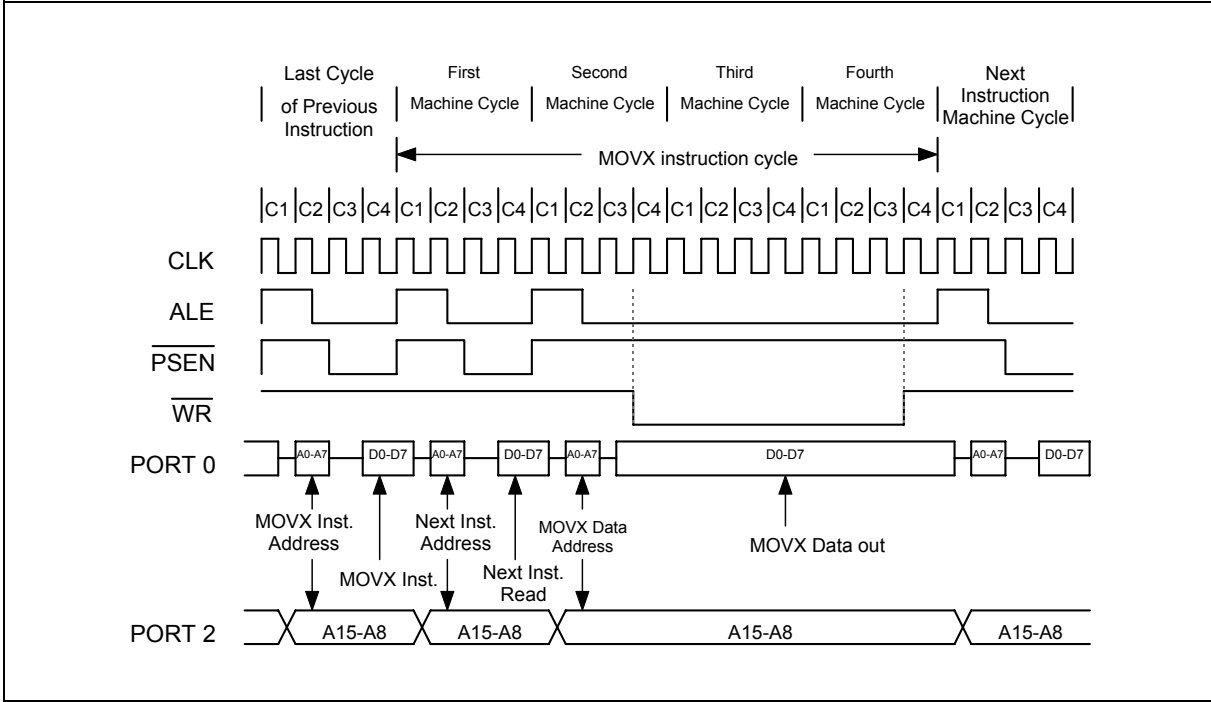 Last Cycle
of Previous
Instruction
First
Machine Cycle
Second
Machine Cycle
Third
Machine Cycle
Fourth
Machine Cycle
Next
Instruction
Machine Cycle
MOVX instruction cycle
C1 C2 C3 C4 C1 C2 C3 C4 C1 C2 C3 C4 C1 C2 C3 C4 C1 C2 C3 C4 C1 C2 C3 C4
CLK
ALE
PSEN
WR
PORT 0
A0-A7 D0-D7 A0-A7 D0-D7 A0-A7 D0-D7 A0-A7 D0-D7
MOVX Inst.
Address
MOVX Inst.
Next Inst.
Address
Next Inst.
Read
MOVX Data
Address
MOVX Data out
PORT 2
A15-A8 A15-A8 A15-A8 A15-A8